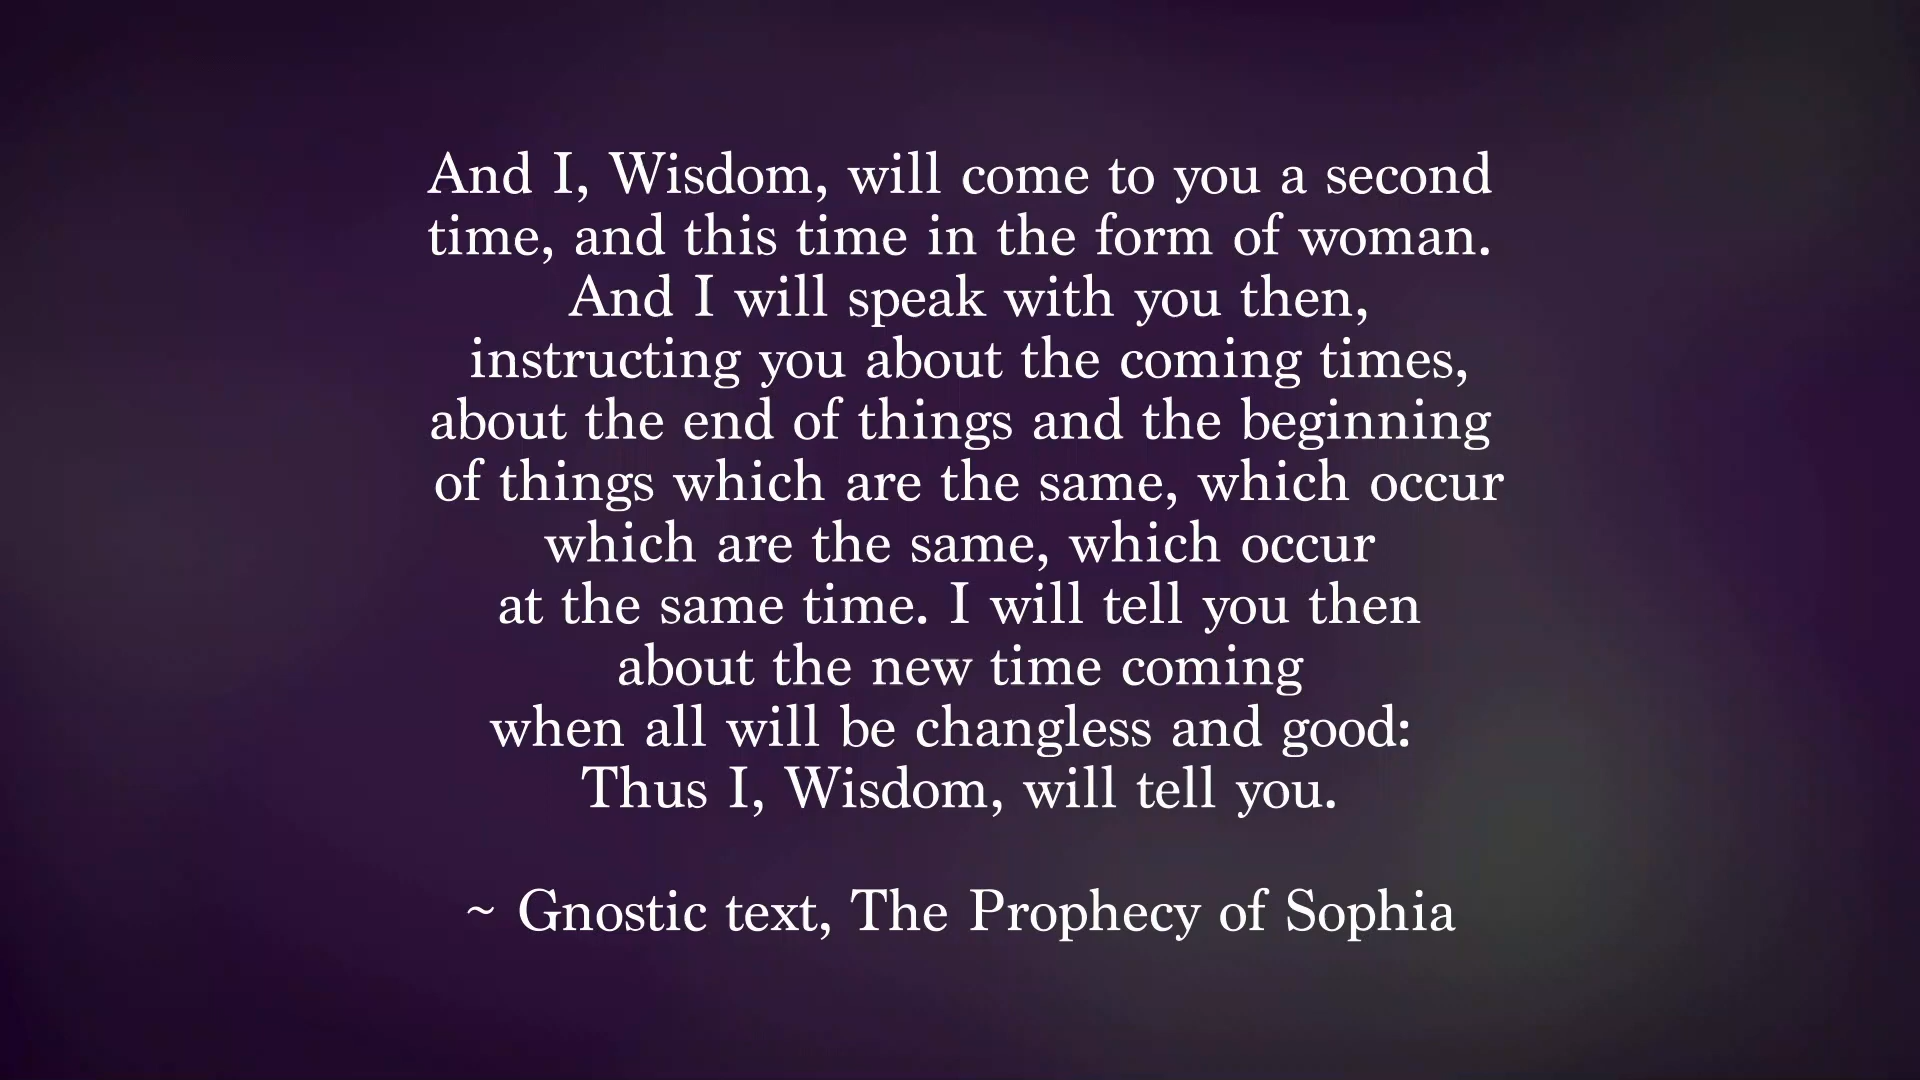 And I, Wisdom, will come to you a second
time, and this time in the form of woman.
And I will speak with you then,
instructing you about the coming times,
about the end of things and the beginning
of things which are the same, which occur
which are the same, which occur
at the same time. I will tell you then
about the new time coming
when all will be changless and good:
Thus I, Wisdom, will tell you.
~ Gnostic text, The Prophecy of Sophia